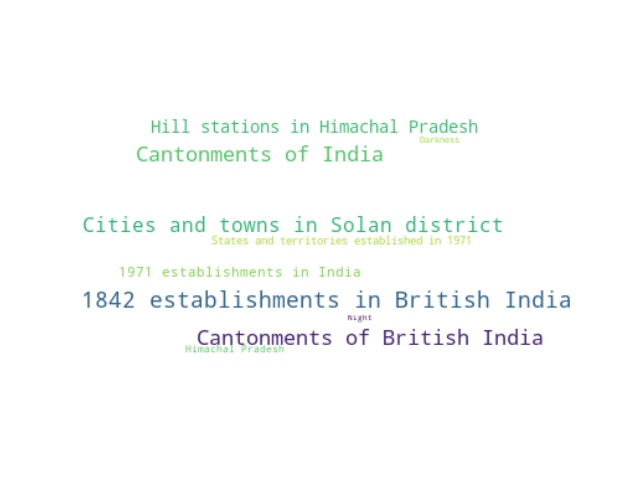 Hill stations in Himachal Pradesh
Darkness
Cantonments of India
Cities and towns in Solan district
States and territories established in 1971
1971 establishments in India
1842 establishments in British India
Night
Cantonments of British India
Himachal Pradesh